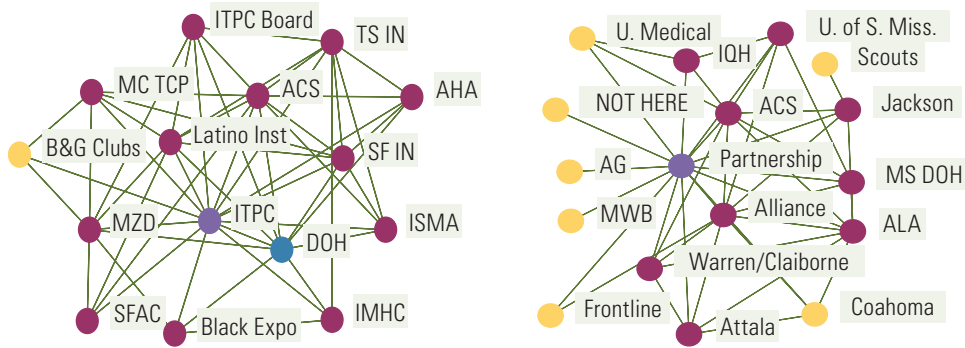 ITPC Board
TS IN
MC TCP
ACS
AHA
B&G Clubs
Latino Inst
SF IN
MZD
ITPC
DOH
ISMA
SFAC
Black Expo
IMHC
U. Medical
U. of S. Miss.
IQH
Scouts
NOT HERE
ACS
Jackson
AG
Partnership
MS DOH
MWB
Alliance
ALA
Warren/Claiborne
Frontline
Attala
Coahoma